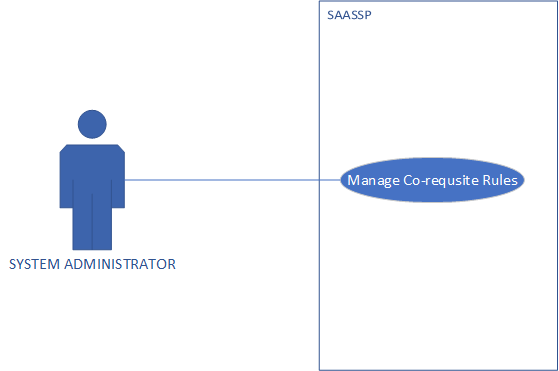 SAASSP
Manage Co-requsite Rules
SYSTEM ADMINISTRATOR